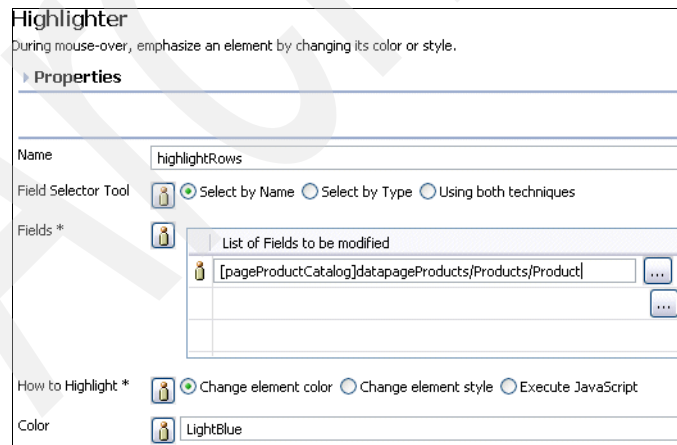 Highlighter
During mouse-over, emphasize an element by changing its color or style.
Properties
Name highlightRows
Field Selector Tool Select by Name Select by Type Using both techniques
Fields *
List of Fields to be modified
[pageProductCatalog]datapageProducts/Products/Product ...
...
How to Highlight * Change element color Change element style Execute JavaScript
Color LightBlue